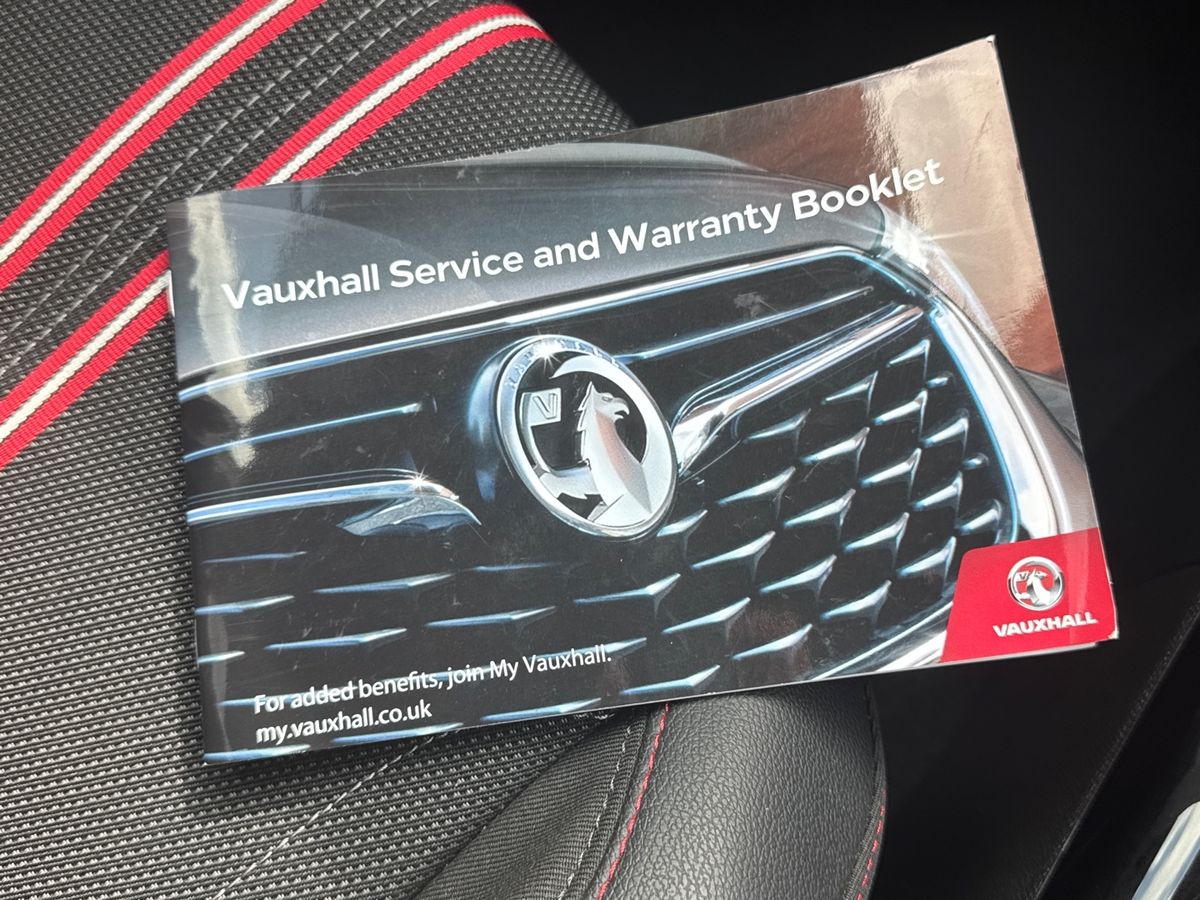 Vauxhall Service and Warranty Booklet
V
VAUXHALL
For added benefits, join My Vauxhall.
my.vauxhall.co.uk